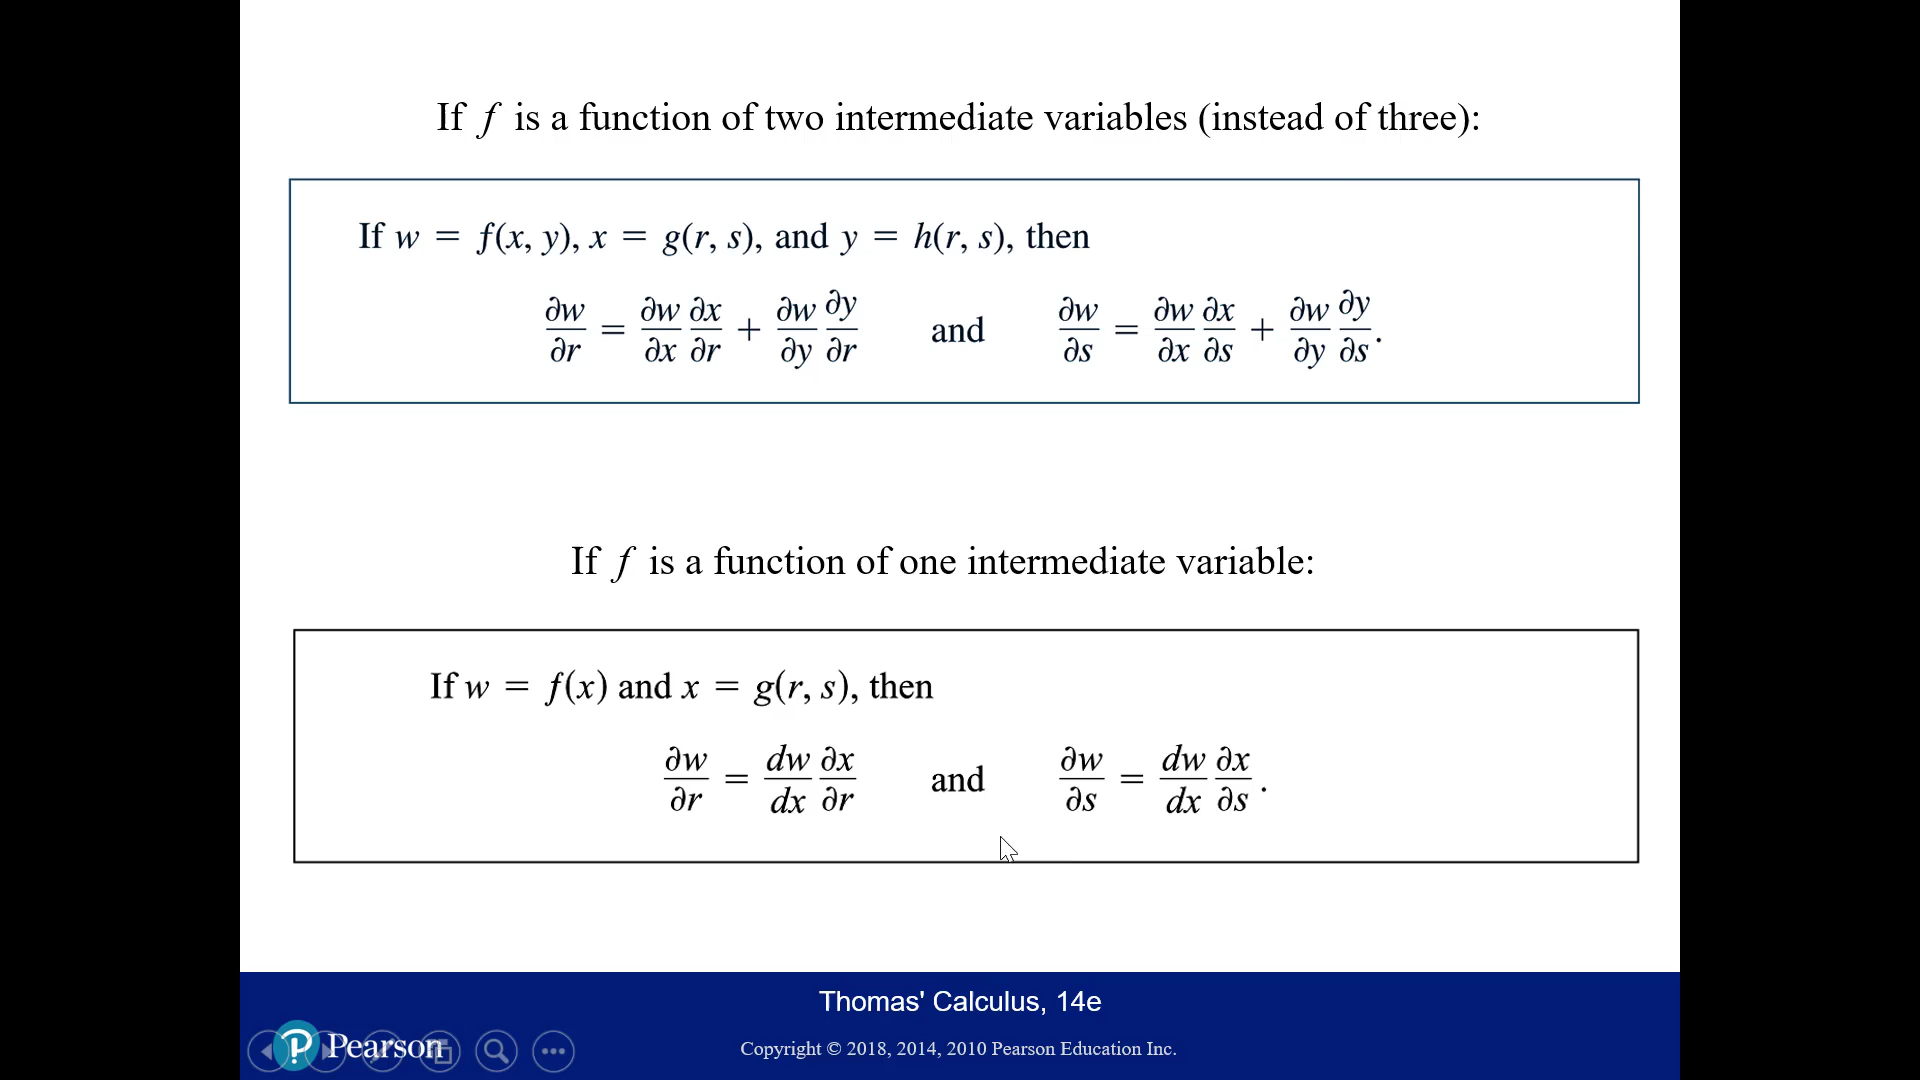 If f is a function of two intermediate variables (instead of three):
If w = f(x, y), x = g(r, s), and y = h(r, s), then
∂w/∂r = ∂w/∂x ∂x/∂r + ∂w/∂y ∂y/∂r and ∂w/∂s = ∂w/∂x ∂x/∂s + ∂w/∂y ∂y/∂s.
If f is a function of one intermediate variable:
If w = f(x) and x = g(r, s), then
∂w/∂r = dw/dx ∂x/∂r and ∂w/∂s = dw/dx ∂x/∂s.
Thomas' Calculus, 14e
Pearson
Copyright © 2018, 2014, 2010 Pearson Education Inc.